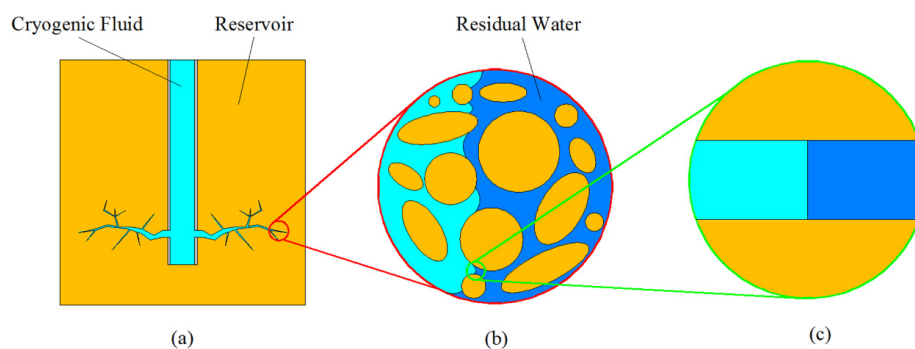 Cryogenic Fluid
Reservoir
Residual Water
(a)
(b)
(c)